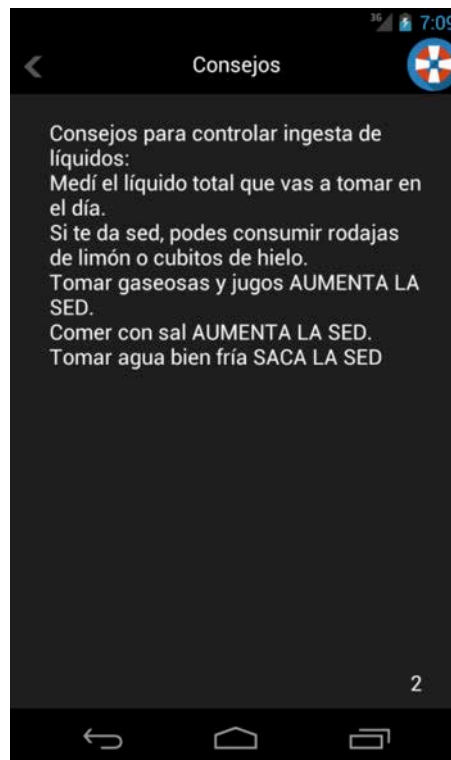 3G 7:09
Consejos
Consejos para controlar ingesta de
líquidos:
Medí el líquido total que vas a tomar en
el día.
Si te da sed, podes consumir rodajas
de limón o cubitos de hielo.
Tomar gaseosas y jugos AUMENTA LA
SED.
Comer con sal AUMENTA LA SED.
Tomar agua bien fría SACA LA SED
2